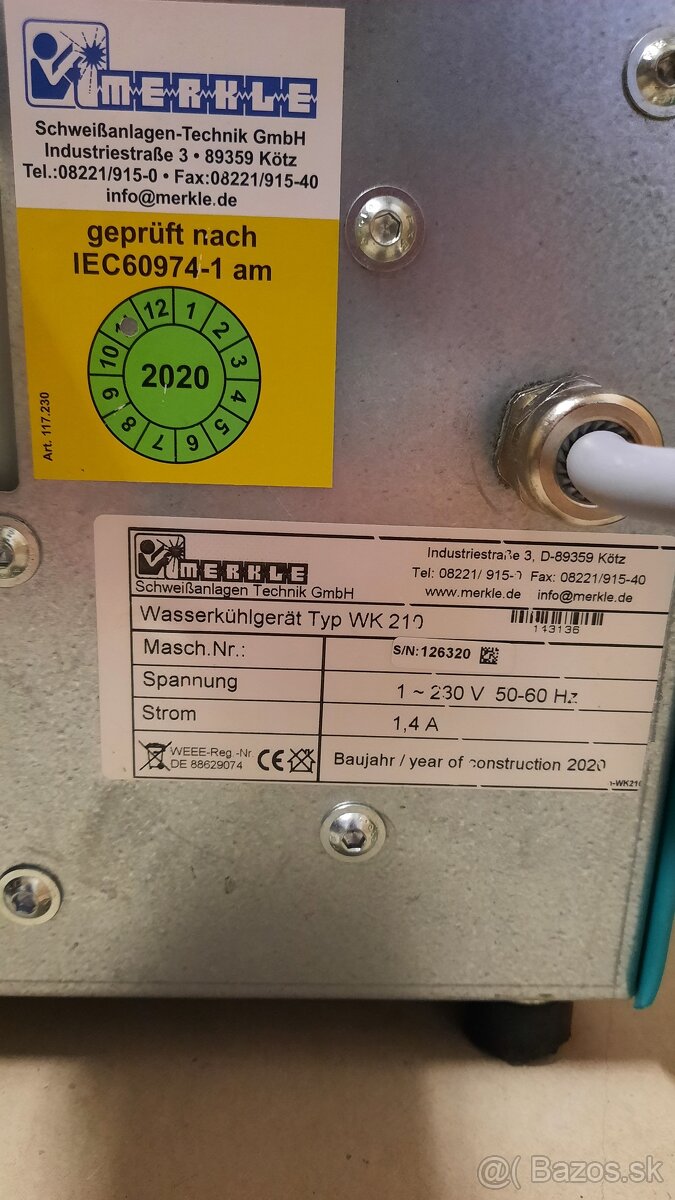 MERKLE
Schweißanlagen-Technik GmbH
Industriestraße 3 • 89359 Kötz
Tel.:08221/915-0 • Fax:08221/915-40
info@merkle.de
geprüft nach
IEC60974-1 am
12 1 2 3 4 5 6 7 8 9 10
2020
Art. 117.230
MERKLE
Schweißanlagen Technik GmbH
Industriestraße 3, D-89359 Kötz
Tel: 08221/ 915-0 Fax: 08221/915-40
www.merkle.de info@merkle.de
Wasserkühlgerät Typ WK 210
143136
Masch.Nr.:
S/N:126320
Spannung
1 ~ 230 V 50-60 Hz
Strom
1,4 A
WEEE-Reg.-Nr
DE 88629074
CE
Baujahr / year of construction 2020
@( Bazos.sk